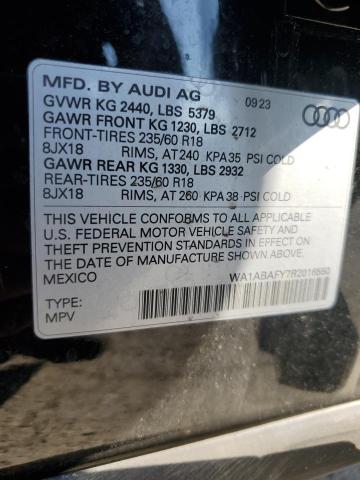 MFD. BY AUDI AG
09 23
GVWR KG 2440, LBS 5379
GAWR FRONT KG 1230, LBS 2712
FRONT-TIRES 235/60 R18
8JX18 RIMS, AT 240 KPA 35 PSI COLD
GAWR REAR KG 1330, LBS 2932
REAR-TIRES 235/60 R18
8JX18 RIMS, AT 260 KPA 38 PSI COLD
THIS VEHICLE CONFORMS TO ALL APPLICABLE
U.S. FEDERAL MOTOR VEHICLE SAFETY AND
THEFT PREVENTION STANDARDS IN EFFECT ON
THE DATE OF MANUFACTURE SHOWN ABOVE.
MEXICO
WA1ABAFY7R2016550
TYPE:
MPV